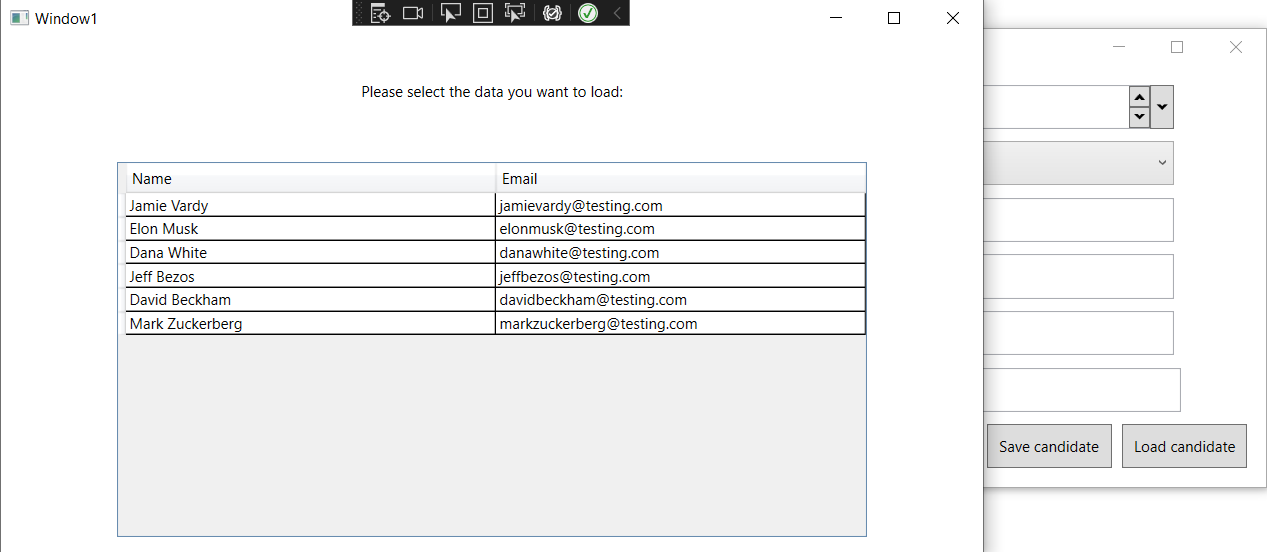 Window1
Please select the data you want to load:
Name Email
Jamie Vardy jamievardy@testing.com
Elon Musk elonmusk@testing.com
Dana White danawhite@testing.com
Jeff Bezos jeffbezos@testing.com
David Beckham davidbeckham@testing.com
Mark Zuckerberg markzuckerberg@testing.com
Save candidate Load candidate